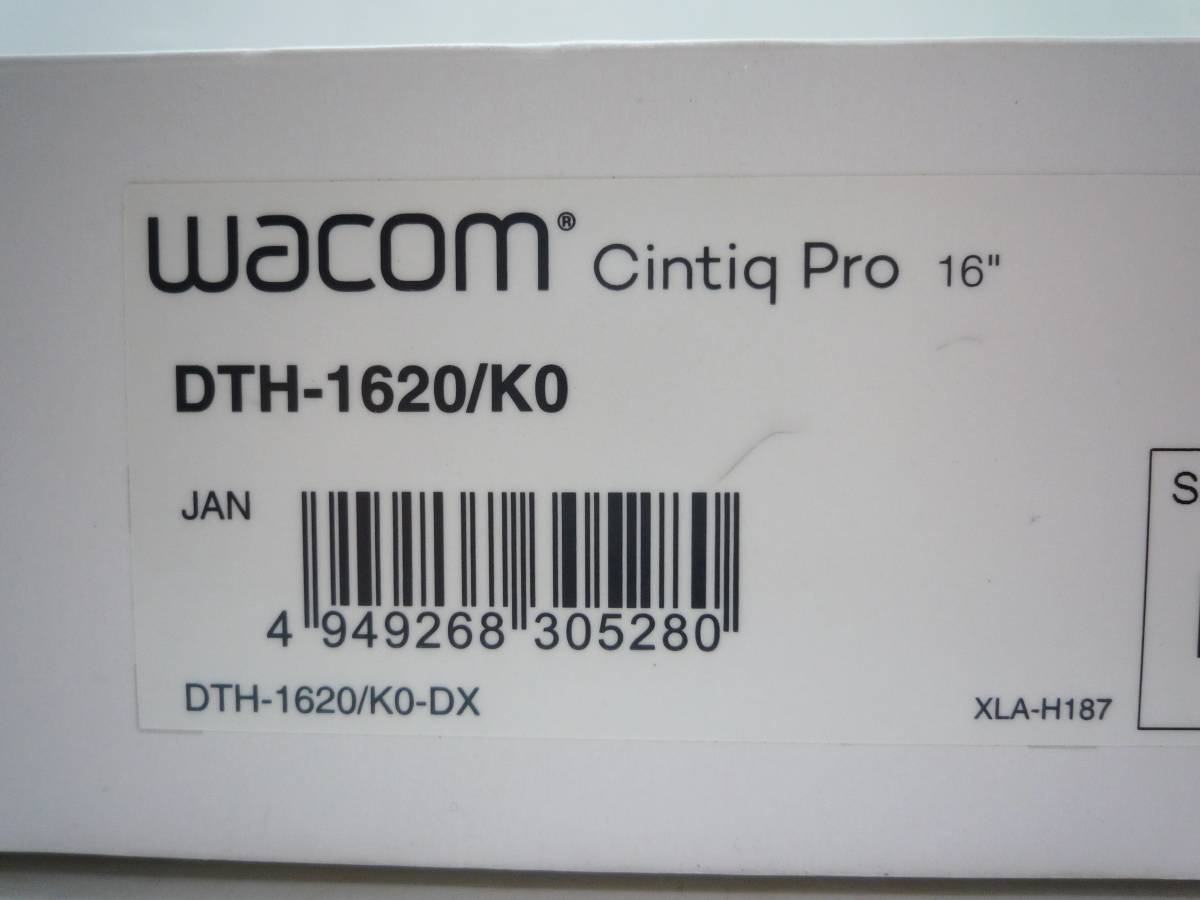 wacom® Cintiq Pro 16"
DTH-1620/K0
JAN
4 949268 305280
DTH-1620/K0-DX
XLA-H187
S